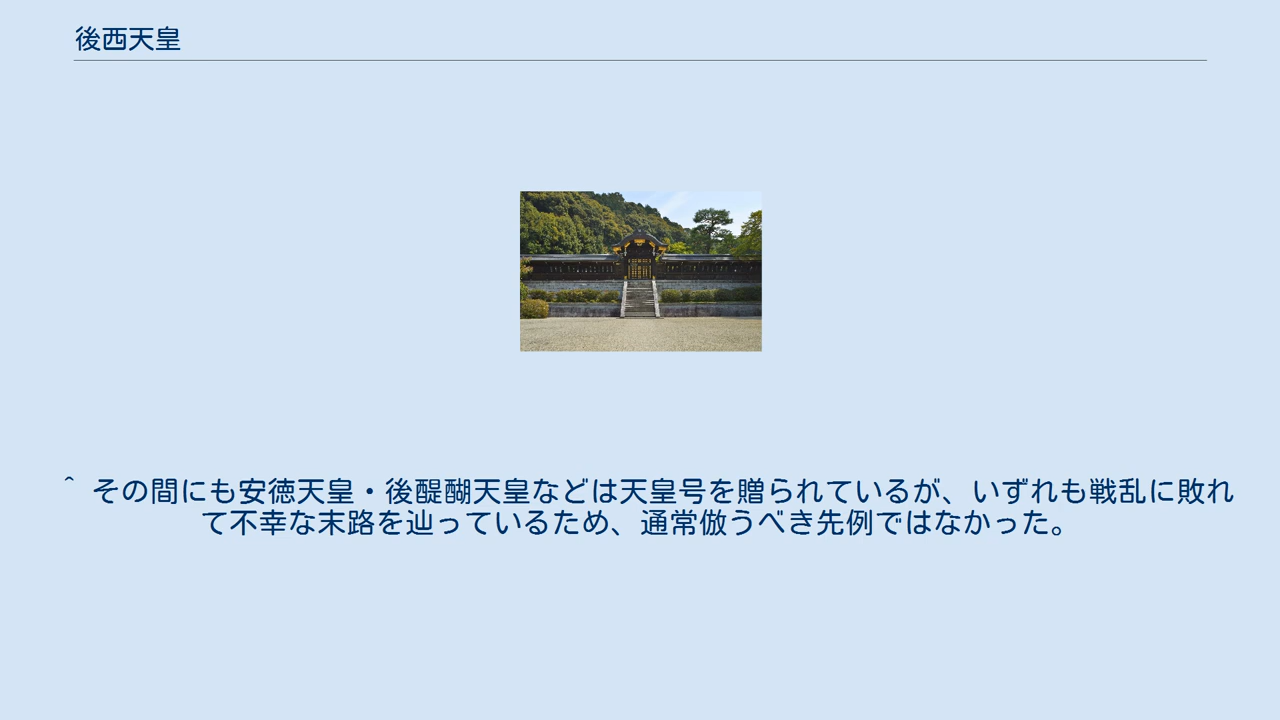 後西天皇
^ その間にも安徳天皇・後醍醐天皇などは天皇号を贈られているが、いずれも戦乱に敗れ
て不幸な末路を辿っているため、通常倣うべき先例ではなかった。